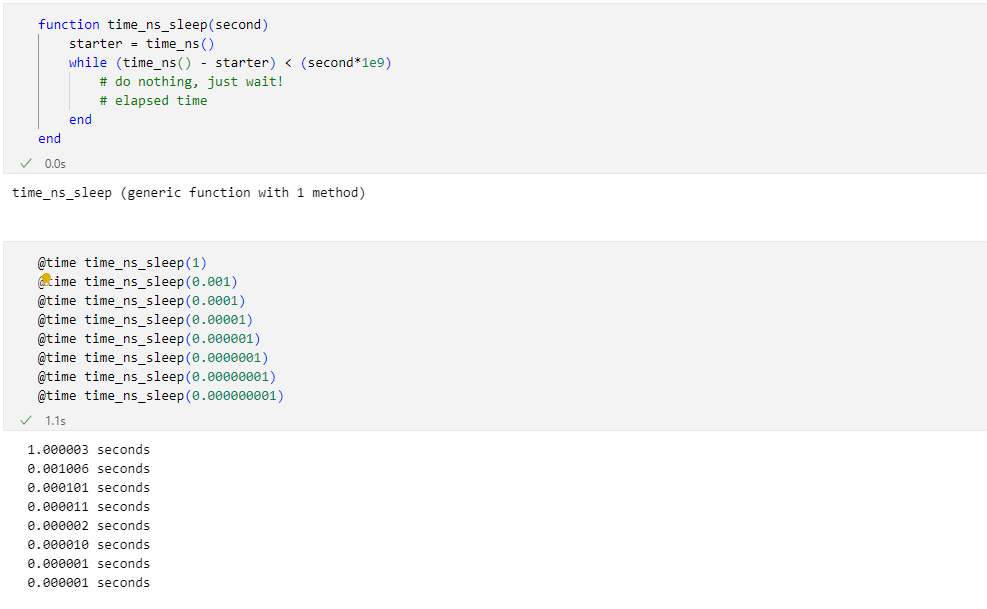 function time_ns_sleep(second)
    starter = time_ns()
    while (time_ns() - starter) < (second*1e9)
        # do nothing, just wait!
        # elapsed time
    end
end
✓ 0.0s
time_ns_sleep (generic function with 1 method)
@time time_ns_sleep(1)
@time time_ns_sleep(0.001)
@time time_ns_sleep(0.0001)
@time time_ns_sleep(0.00001)
@time time_ns_sleep(0.000001)
@time time_ns_sleep(0.0000001)
@time time_ns_sleep(0.00000001)
@time time_ns_sleep(0.000000001)
✓ 1.1s
1.000003 seconds
0.001006 seconds
0.000101 seconds
0.000011 seconds
0.000002 seconds
0.000010 seconds
0.000001 seconds
0.000001 seconds